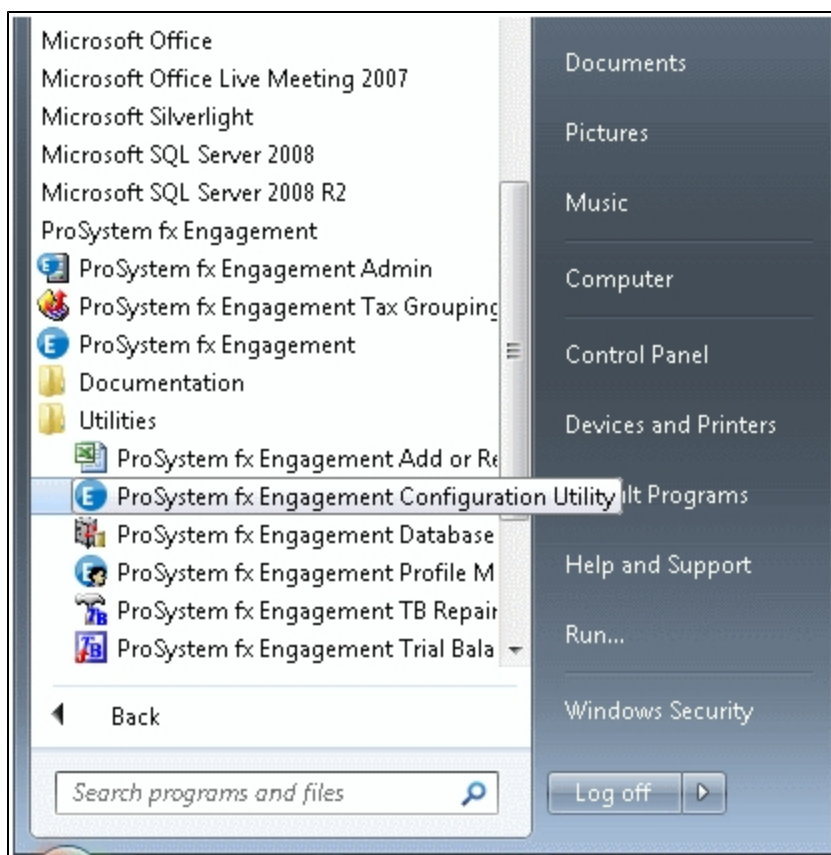 Microsoft Office
Microsoft Office Live Meeting 2007
Microsoft Silverlight
Microsoft SQL Server 2008
Microsoft SQL Server 2008 R2
ProSystem fx Engagement
ProSystem fx Engagement Admin
ProSystem fx Engagement Tax Grouping
ProSystem fx Engagement
Documentation
Utilities
ProSystem fx Engagement Add or Re
ProSystem fx Engagement Configuration Utility
ProSystem fx Engagement Database
ProSystem fx Engagement Profile M
ProSystem fx Engagement TB Repair
ProSystem fx Engagement Trial Bala
Back
Search programs and files
Documents
Pictures
Music
Computer
Control Panel
Devices and Printers
ult Programs
Help and Support
Run...
Windows Security
Log off